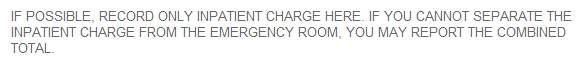 IF POSSIBLE, RECORD ONLY INPATIENT CHARGE HERE. IF YOU CANNOT SEPARATE THE
INPATIENT CHARGE FROM THE EMERGENCY ROOM, YOU MAY REPORT THE COMBINED
TOTAL.